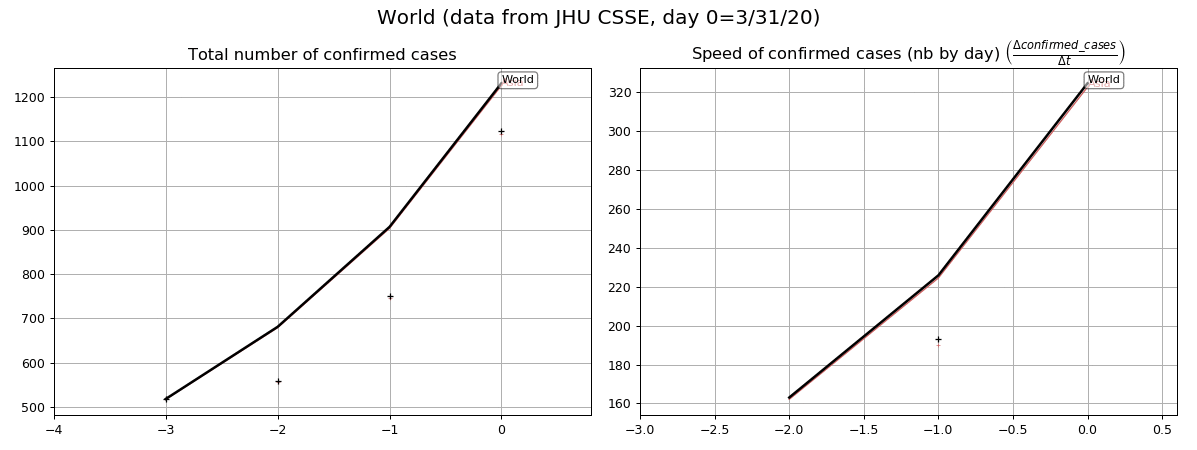 World (data from JHU CSSE, day 0=3/31/20)
Total number of confirmed cases
Speed of confirmed cases (nb by day) (Δconfirmed_cases/Δt)
World
World
Asia
1200
1100
1000
900
800
700
600
500
−4 −3 −2 −1 0
320
300
280
260
240
220
200
180
160
−3.0 −2.5 −2.0 −1.5 −1.0 −0.5 0.0 0.5